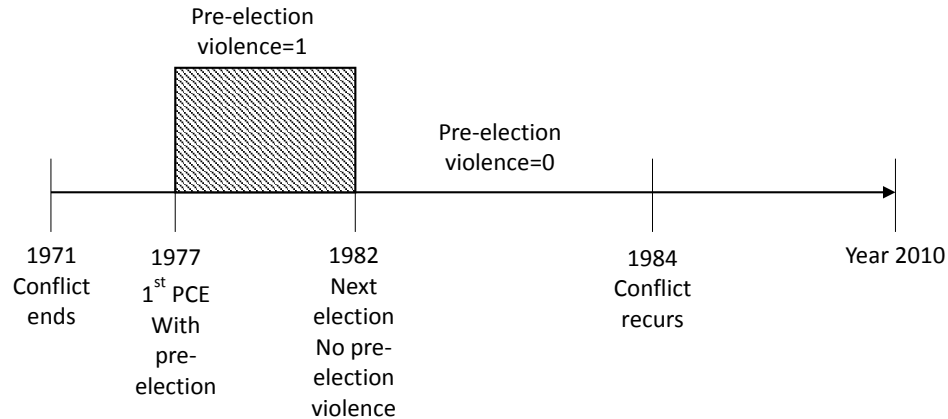 Pre-election
violence=1
Pre-election
violence=0
1971
Conflict
ends
1977
1st PCE
With
pre-
election
1982
Next
election
No pre-
election
violence
1984
Conflict
recurs
Year 2010